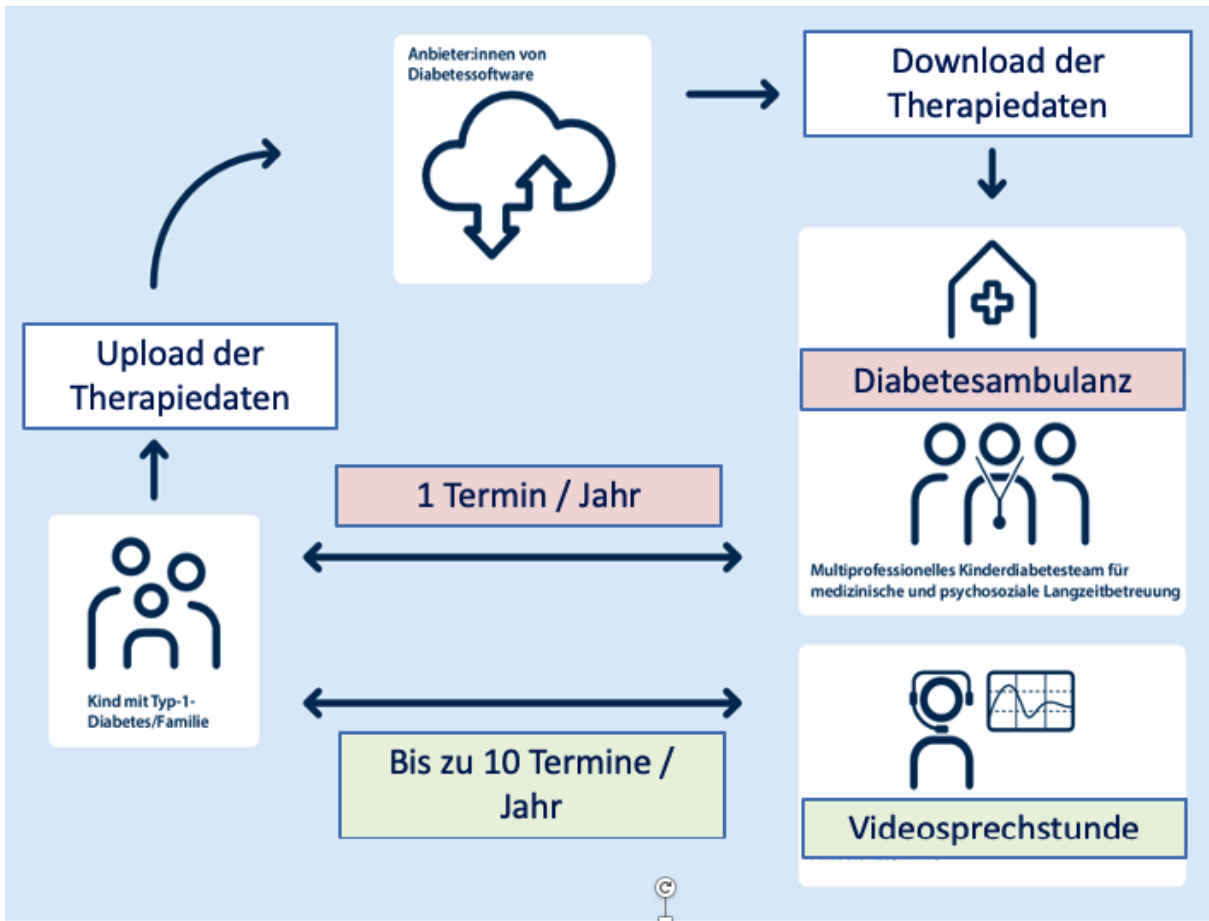 Anbieter:innen von
Diabetessoftware
Download der
Therapiedaten
Upload der
Therapiedaten
Diabetesambulanz
1 Termin / Jahr
Multiprofessionelles Kinderdiabetesteam für
medizinische und psychosoziale Langzeitbetreuung
Kind mit Typ-1-
Diabetes/Familie
Bis zu 10 Termine /
Jahr
Videosprechstunde